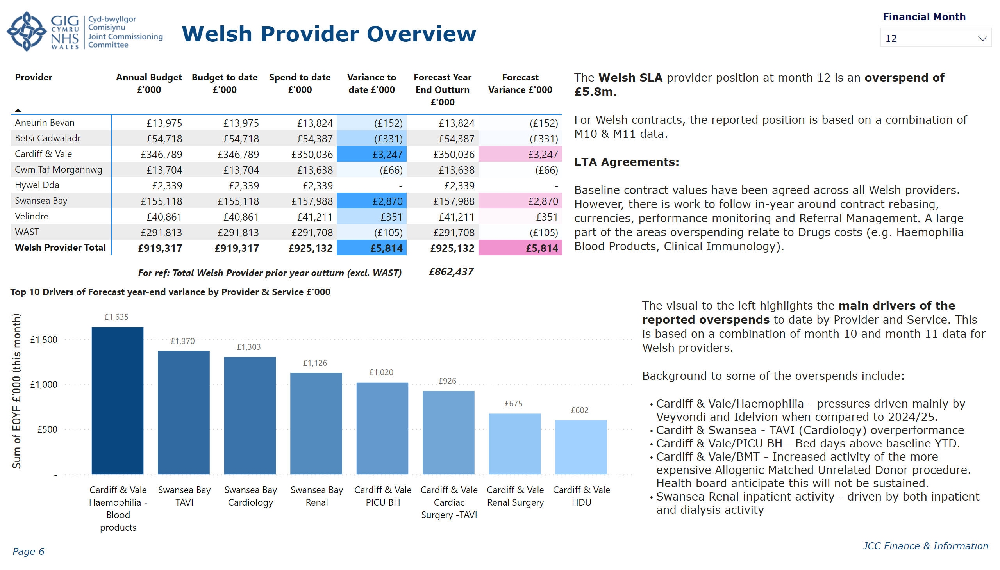 GIG
CYMRU
NHS
WALES
Cyd-bwyllgor
Comisiynu
Joint Commissioning
Committee
Welsh Provider Overview
Financial Month
12
Provider Annual Budget £'000 Budget to date £'000 Spend to date £'000 Variance to date £'000 Forecast Year End Outturn £'000 Forecast Variance £'000
Aneurin Bevan £13,975 £13,975 £13,824 (£152) £13,824 (£152)
Betsi Cadwaladr £54,718 £54,718 £54,387 (£331) £54,387 (£331)
Cardiff & Vale £346,789 £346,789 £350,036 £3,247 £350,036 £3,247
Cwm Taf Morgannwg £13,704 £13,704 £13,638 (£66) £13,638 (£66)
Hywel Dda £2,339 £2,339 £2,339 - £2,339 -
Swansea Bay £155,118 £155,118 £157,988 £2,870 £157,988 £2,870
Velindre £40,861 £40,861 £41,211 £351 £41,211 £351
WAST £291,813 £291,813 £291,708 (£105) £291,708 (£105)
Welsh Provider Total £919,317 £919,317 £925,132 £5,814 £925,132 £5,814
For ref: Total Welsh Provider prior year outturn (excl. WAST) £862,437
The Welsh SLA provider position at month 12 is an overspend of
£5.8m.
For Welsh contracts, the reported position is based on a combination of
M10 & M11 data.
LTA Agreements:
Baseline contract values have been agreed across all Welsh providers.
However, there is work to follow in-year around contract rebasing,
currencies, performance monitoring and Referral Management. A large
part of the areas overspending relate to Drugs costs (e.g. Haemophilia
Blood Products, Clinical Immunology).
Top 10 Drivers of Forecast year-end variance by Provider & Service £'000
Sum of EOYF £'000 (this month)
£1,500
£1,000
£500
-
£1,635
£1,370
£1,303
£1,126
£1,020
£926
£675
£602
Cardiff & Vale
Haemophilia -
Blood
products
Swansea Bay
TAVI
Swansea Bay
Cardiology
Swansea Bay
Renal
Cardiff & Vale
PICU BH
Cardiff & Vale
Cardiac
Surgery -TAVI
Cardiff & Vale
Renal Surgery
Cardiff & Vale
HDU
The visual to the left highlights the main drivers of the
reported overspends to date by Provider and Service. This
is based on a combination of month 10 and month 11 data for
Welsh providers.
Background to some of the overspends include:
• Cardiff & Vale/Haemophilia - pressures driven mainly by
Veyvondi and Idelvion when compared to 2024/25.
• Cardiff & Swansea - TAVI (Cardiology) overperformance
• Cardiff & Vale/PICU BH - Bed days above baseline YTD.
• Cardiff & Vale/BMT - Increased activity of the more
expensive Allogenic Matched Unrelated Donor procedure.
Health board anticipate this will not be sustained.
• Swansea Renal inpatient activity - driven by both inpatient
and dialysis activity
Page 6
JCC Finance & Information